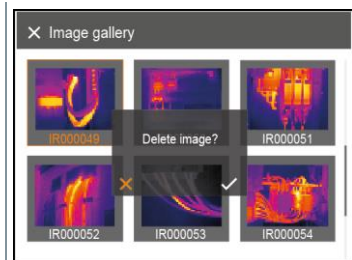 Image gallery
IR000049
Delete image?
IR000051
IR000052
IR000053
IR000054